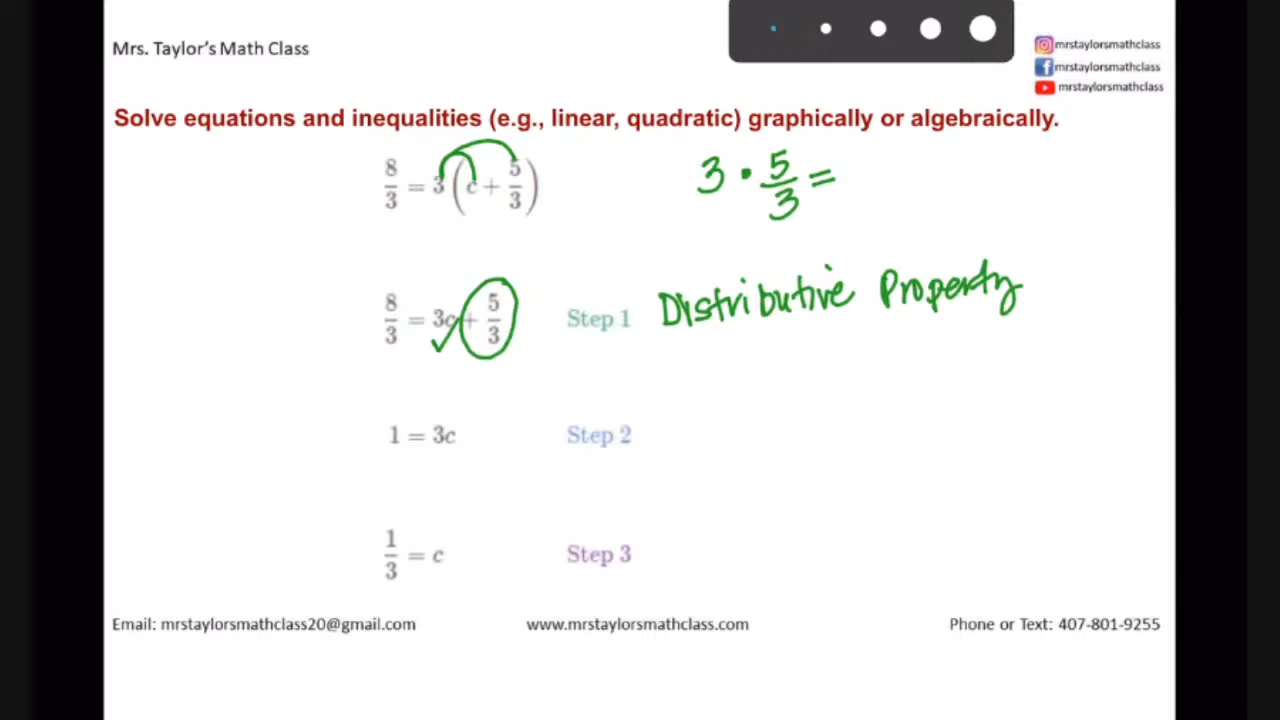 Mrs. Taylor's Math Class
mrstaylorsmathclass
mrstaylorsmathclass
mrstaylorsmathclass
Solve equations and inequalities (e.g., linear, quadratic) graphically or algebraically.
8/3 = 3(c + 5/3) 3 · 5/3 =
8/3 = 3c + 5/3 Step 1 Distributive Property
1 = 3c Step 2
1/3 = c Step 3
Email: mrstaylorsmathclass20@gmail.com www.mrstaylorsmathclass.com Phone or Text: 407-801-9255